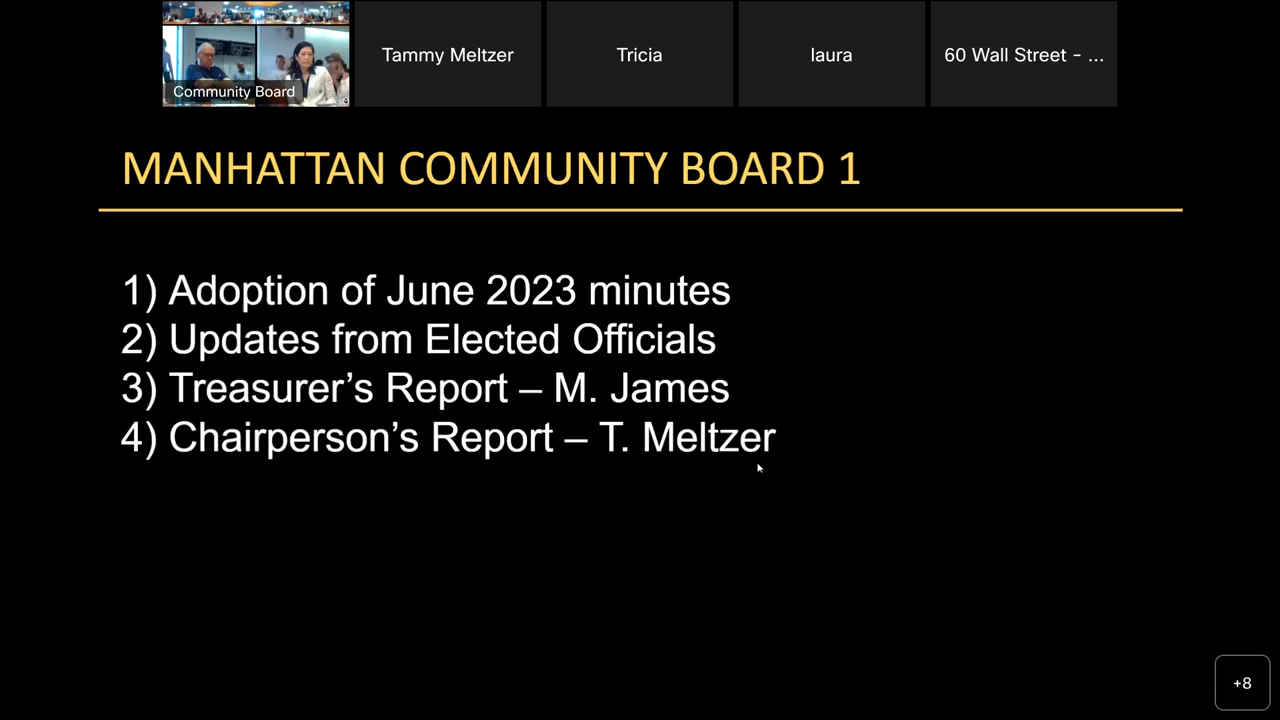 Community Board
Tammy Meltzer
Tricia
laura
60 Wall Street - ...
MANHATTAN COMMUNITY BOARD 1
1) Adoption of June 2023 minutes
2) Updates from Elected Officials
3) Treasurer’s Report – M. James
4) Chairperson’s Report – T. Meltzer
+8